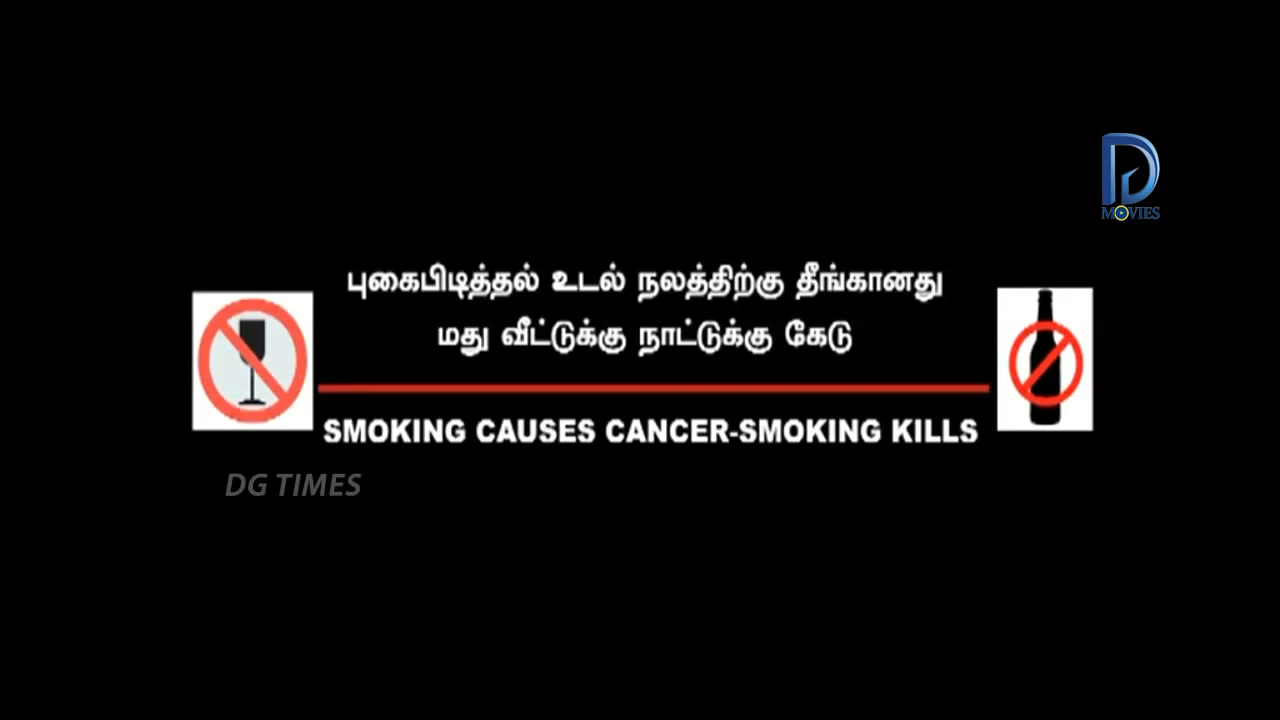 MOVIES
புகைபிடித்தல் உடல் நலத்திற்கு தீங்கானது
மது வீட்டுக்கு நாட்டுக்கு கேடு
SMOKING CAUSES CANCER-SMOKING KILLS
DG TIMES